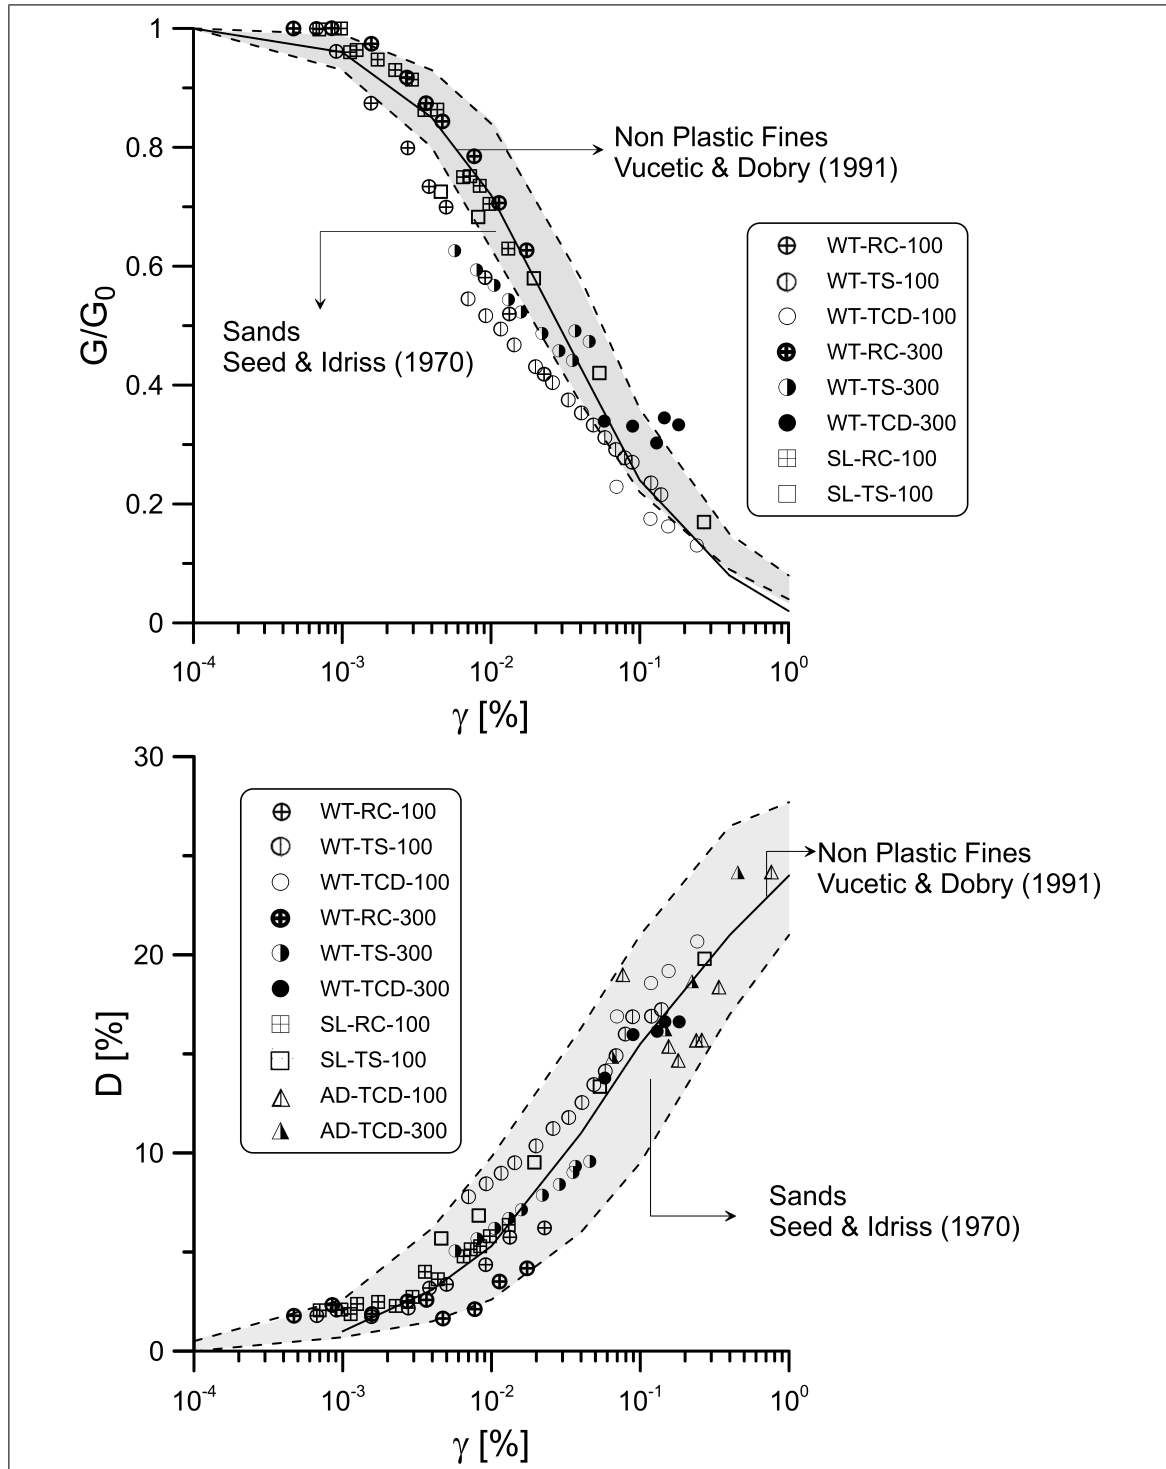 1
0.8
0.6
0.4
0.2
0
G/G0
Non Plastic Fines
Vucetic & Dobry (1991)
Sands
Seed & Idriss (1970)
WT-RC-100
WT-TS-100
WT-TCD-100
WT-RC-300
WT-TS-300
WT-TCD-300
SL-RC-100
SL-TS-100
10-4 10-3 10-2 10-1 100
γ [%]
30
20
10
0
D [%]
WT-RC-100
WT-TS-100
WT-TCD-100
WT-RC-300
WT-TS-300
WT-TCD-300
SL-RC-100
SL-TS-100
AD-TCD-100
AD-TCD-300
Non Plastic Fines
Vucetic & Dobry (1991)
Sands
Seed & Idriss (1970)
10-4 10-3 10-2 10-1 100
γ [%]